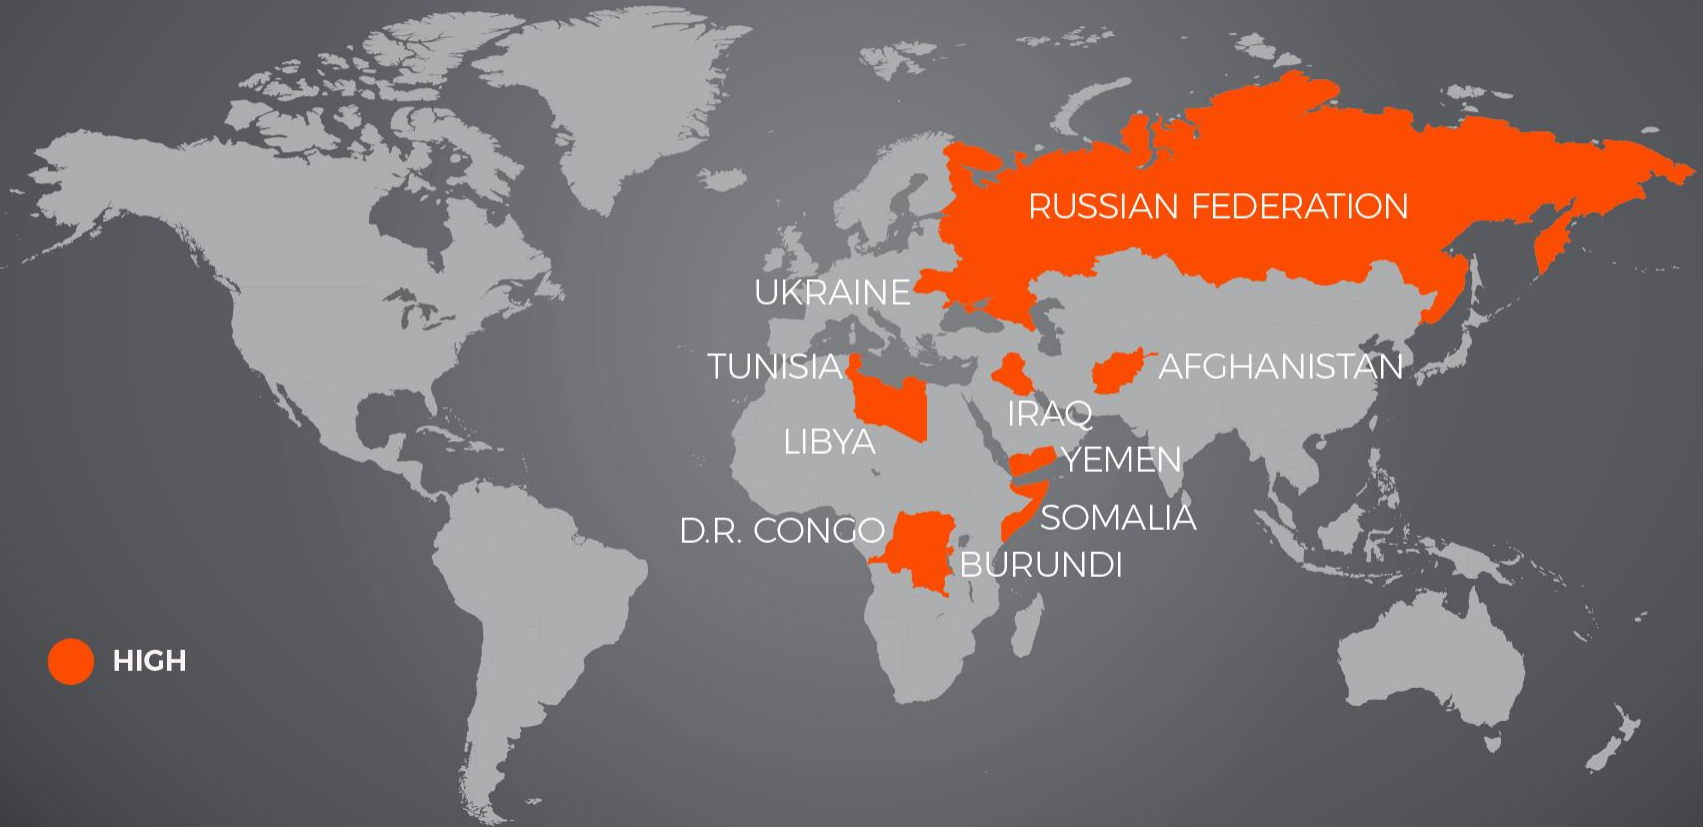 RUSSIAN FEDERATION
UKRAINE
TUNISIA
AFGHANISTAN
IRAQ
LIBYA
YEMEN
SOMALIA
D.R. CONGO
BURUNDI
HIGH